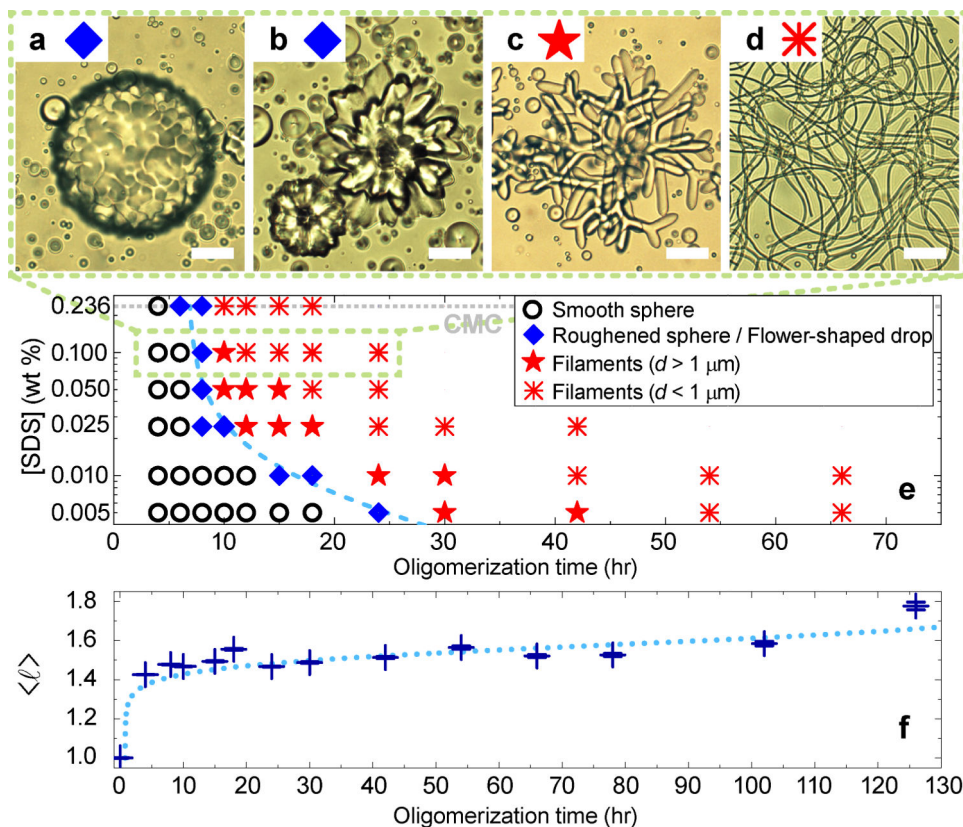 a
b
c
d
0.236
0.100
0.050
0.025
0.010
0.005
[SDS] (wt %)
CMC
Smooth sphere
Roughened sphere / Flower-shaped drop
Filaments (d > 1 μm)
Filaments (d < 1 μm)
e
0 10 20 30 40 50 60 70
Oligomerization time (hr)
1.8
1.6
1.4
1.2
1.0
<ℓ>
f
0 10 20 30 40 50 60 70 80 90 100 110 120 130
Oligomerization time (hr)